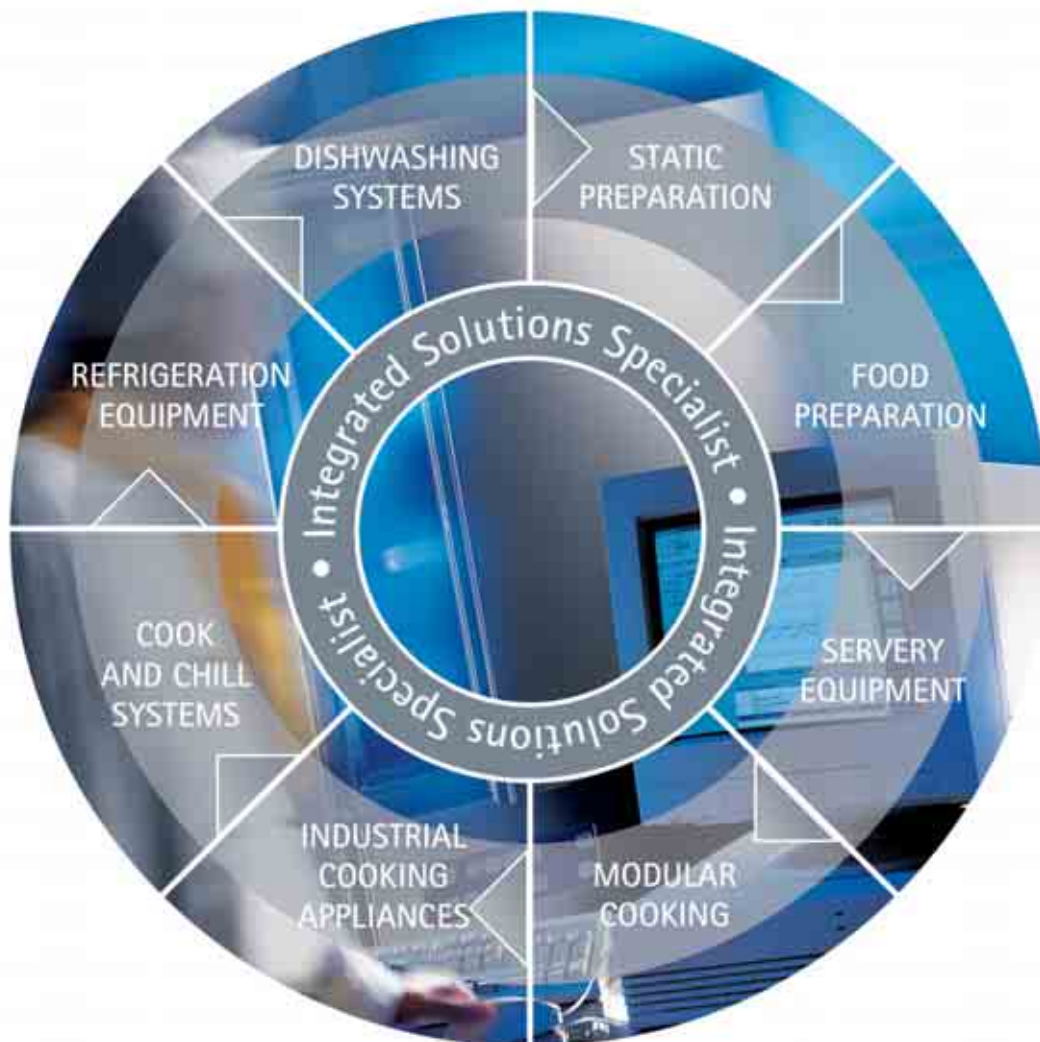 DISHWASHING
SYSTEMS
STATIC
PREPARATION
REFRIGERATION
EQUIPMENT
FOOD
PREPARATION
Integrated Solutions Specialist • Integrated Solutions Specialist •
COOK
AND CHILL
SYSTEMS
SERVERY
EQUIPMENT
INDUSTRIAL
COOKING
APPLIANCES
MODULAR
COOKING